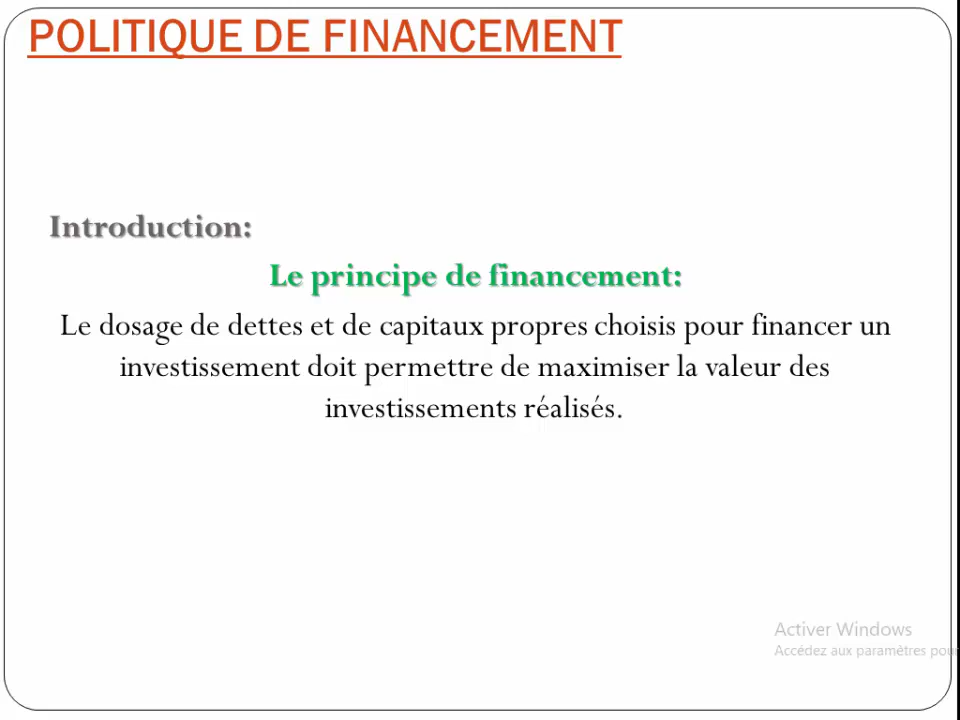 POLITIQUE DE FINANCEMENT
Introduction:
Le principe de financement:
Le dosage de dettes et de capitaux propres choisis pour financer un
investissement doit permettre de maximiser la valeur des
investissements réalisés.
Activer Windows
Accédez aux paramètres pour